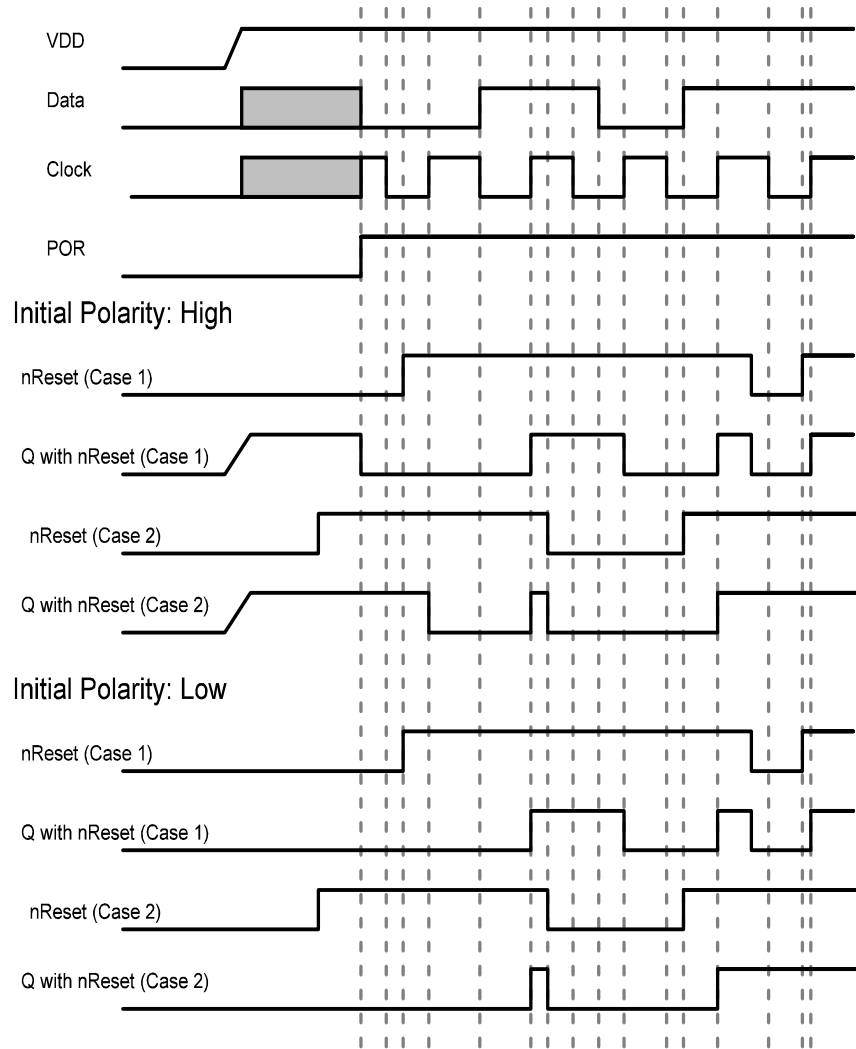 VDD
Data
Clock
POR
Initial Polarity: High
nReset (Case 1)
Q with nReset (Case 1)
nReset (Case 2)
Q with nReset (Case 2)
Initial Polarity: Low
nReset (Case 1)
Q with nReset (Case 1)
nReset (Case 2)
Q with nReset (Case 2)